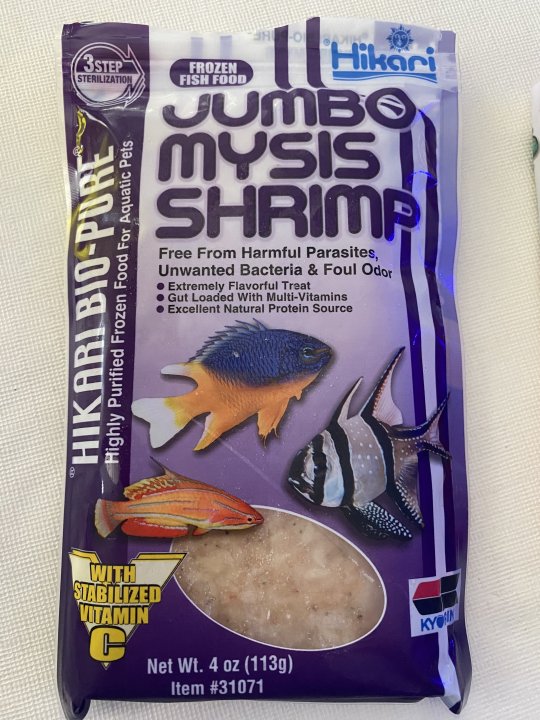 3 STEP
STERILIZATION
FROZEN
FISH FOOD
Hikari
JUMBO
MYSIS
SHRIMP
Free From Harmful Parasites,
Unwanted Bacteria & Foul Odor
● Extremely Flavorful Treat
● Gut Loaded With Multi-Vitamins
● Excellent Natural Protein Source
HIKARI BIO-PURE®
Highly Purified Frozen Food For Aquatic Pets
WITH
STABILIZED
VITAMIN
C
Net Wt. 4 oz (113g)
Item #31071